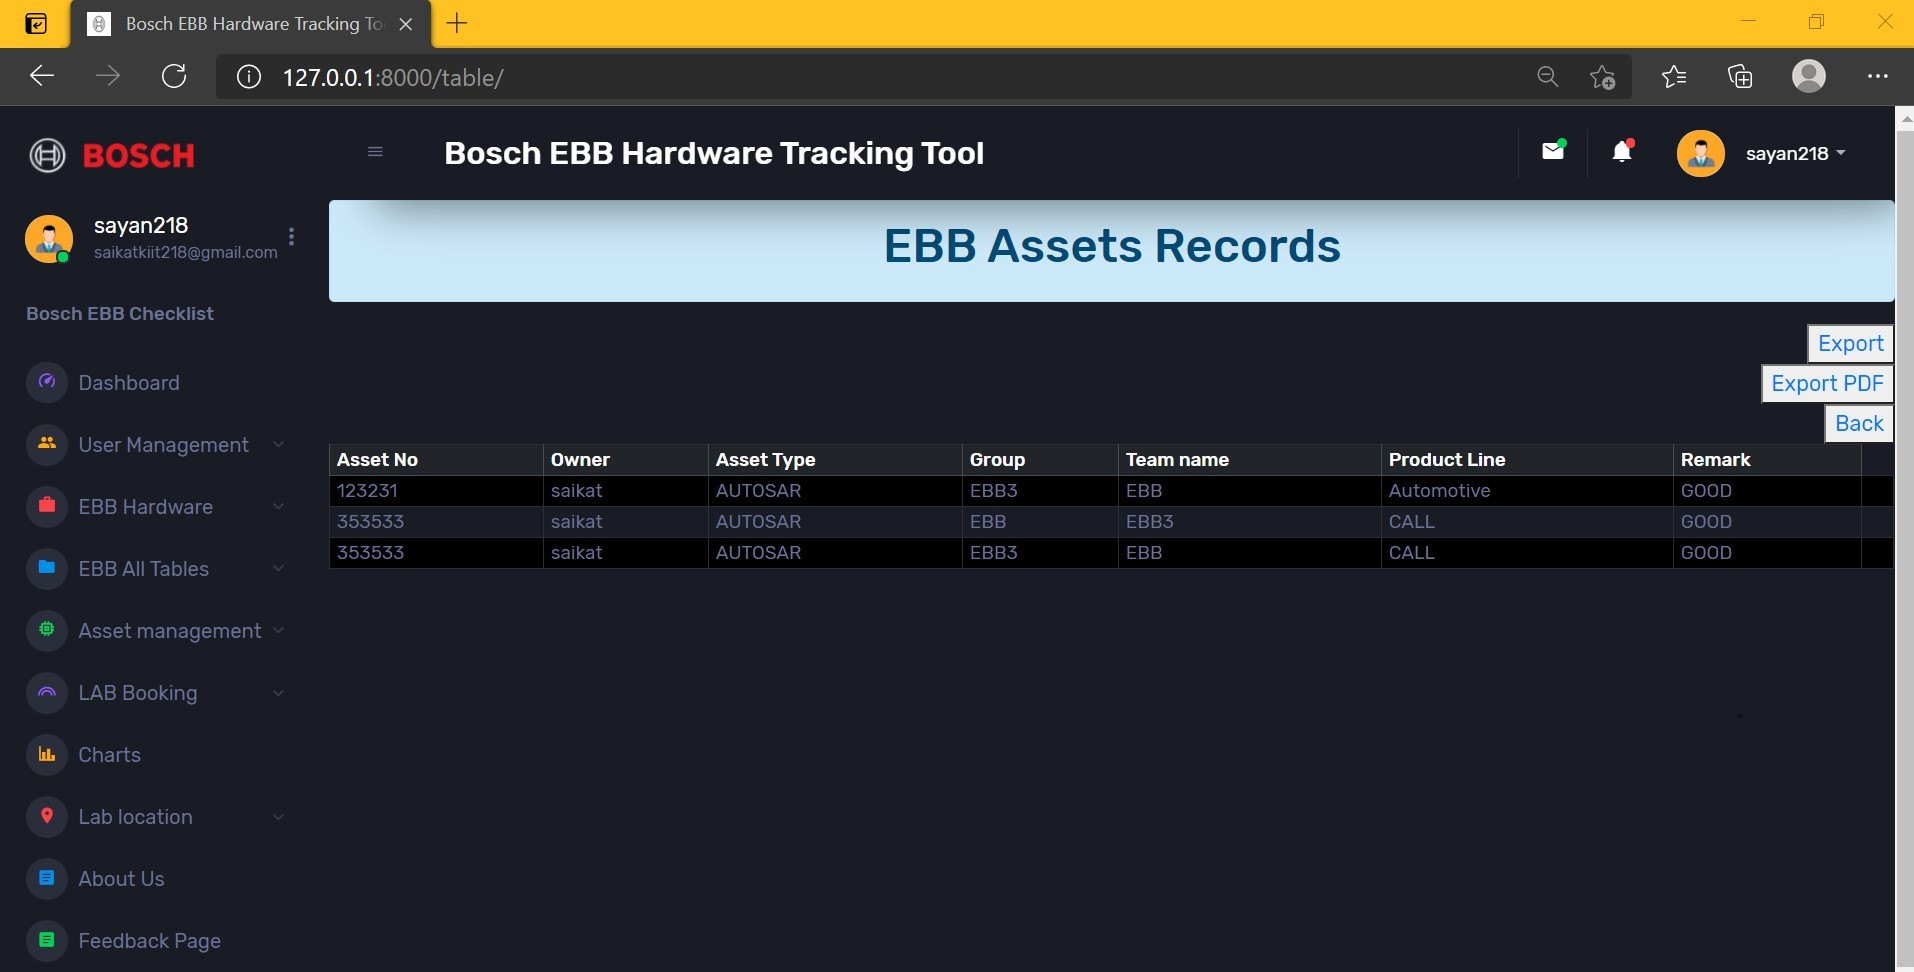 Bosch EBB Hardware Tracking To
127.0.0.1:8000/table/
BOSCH
Bosch EBB Hardware Tracking Tool
sayan218
sayan218
saikatkiit218@gmail.com
Bosch EBB Checklist
Dashboard
User Management
EBB Hardware
EBB All Tables
Asset management
LAB Booking
Charts
Lab location
About Us
Feedback Page
EBB Assets Records
Export
Export PDF
Back
Asset No Owner Asset Type Group Team name Product Line Remark
123231 saikat AUTOSAR EBB3 EBB Automotive GOOD
353533 saikat AUTOSAR EBB EBB3 CALL GOOD
353533 saikat AUTOSAR EBB3 EBB CALL GOOD